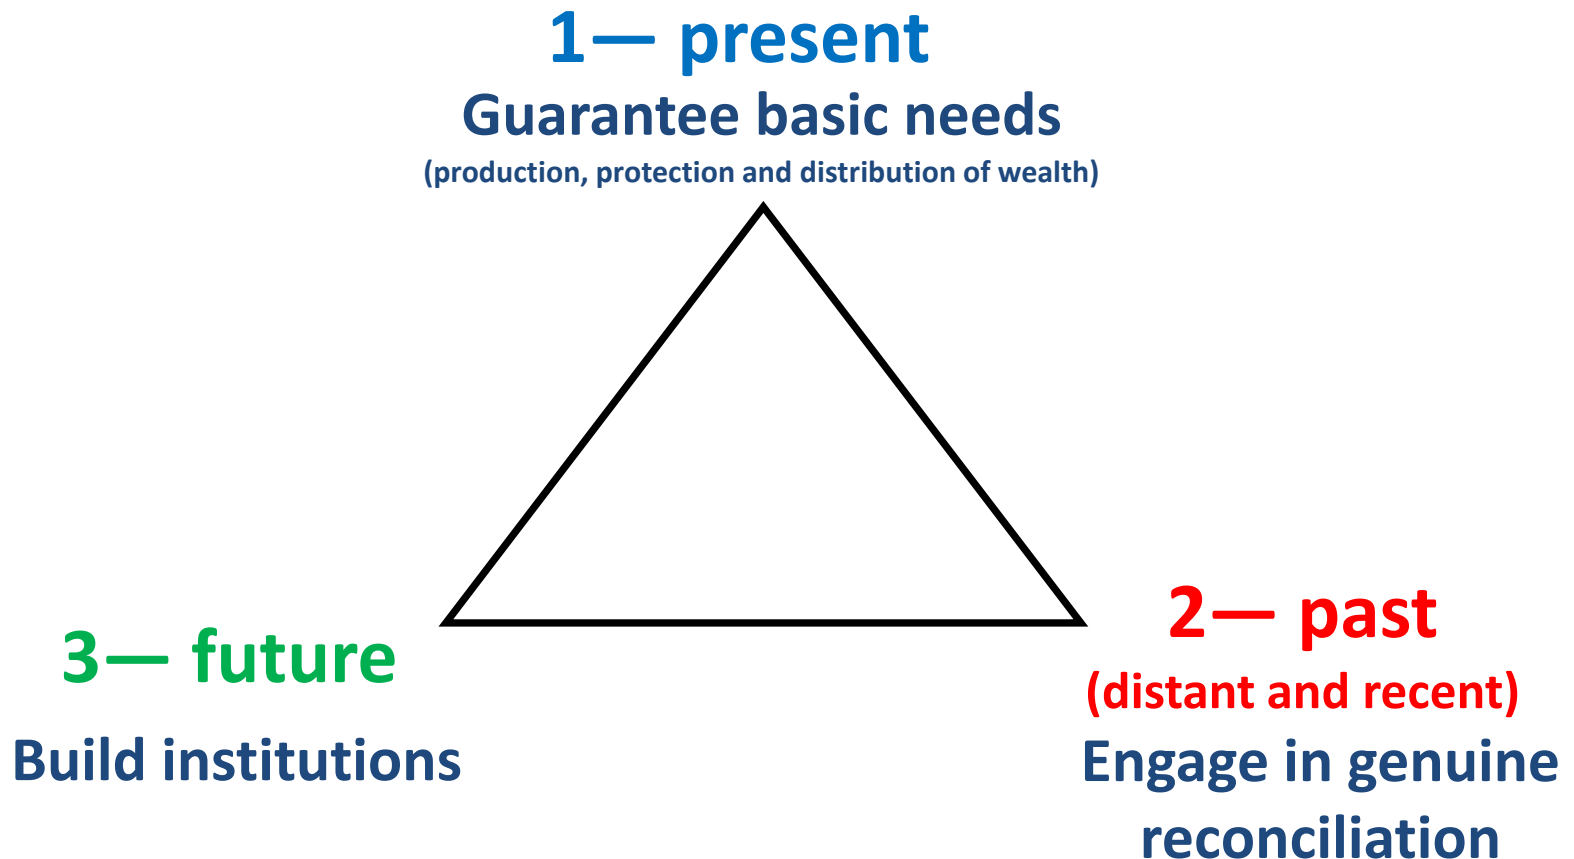 1— present
Guarantee basic needs
(production, protection and distribution of wealth)
3— future
Build institutions
2— past
(distant and recent)
Engage in genuine
reconciliation